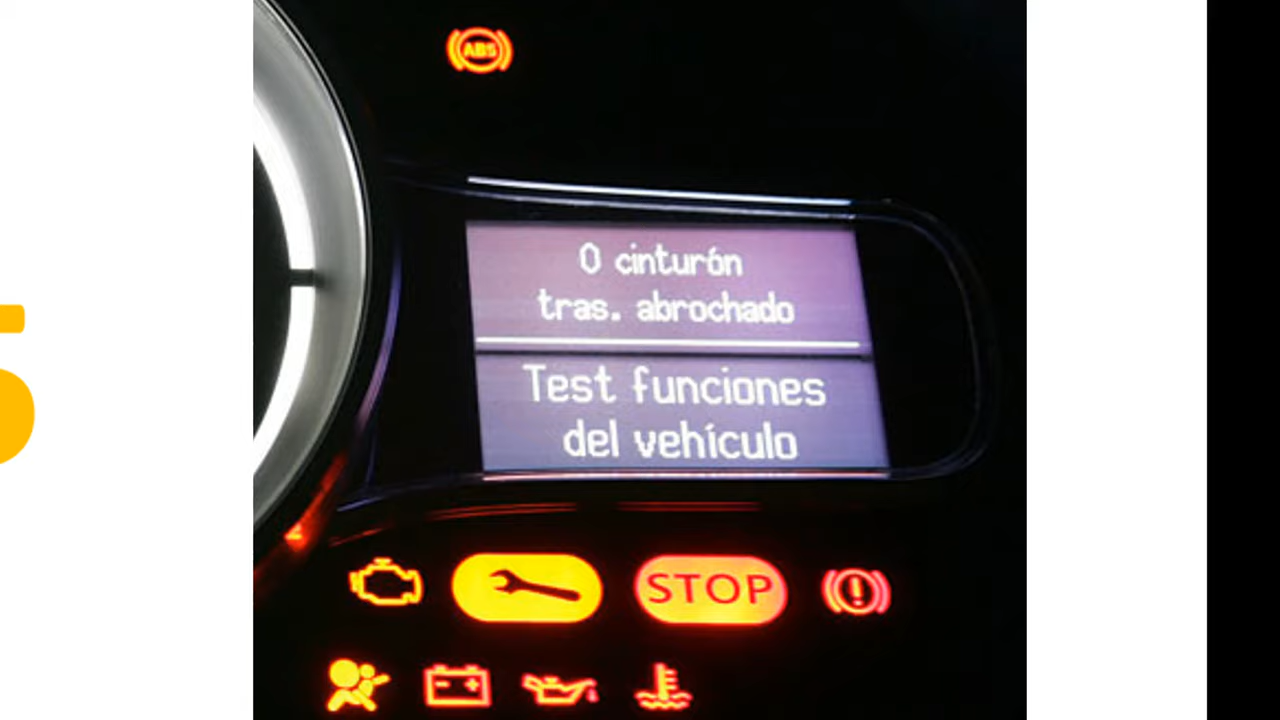 ABS
0 cinturón
tras. abrochado
Test funciones
del vehículo
STOP